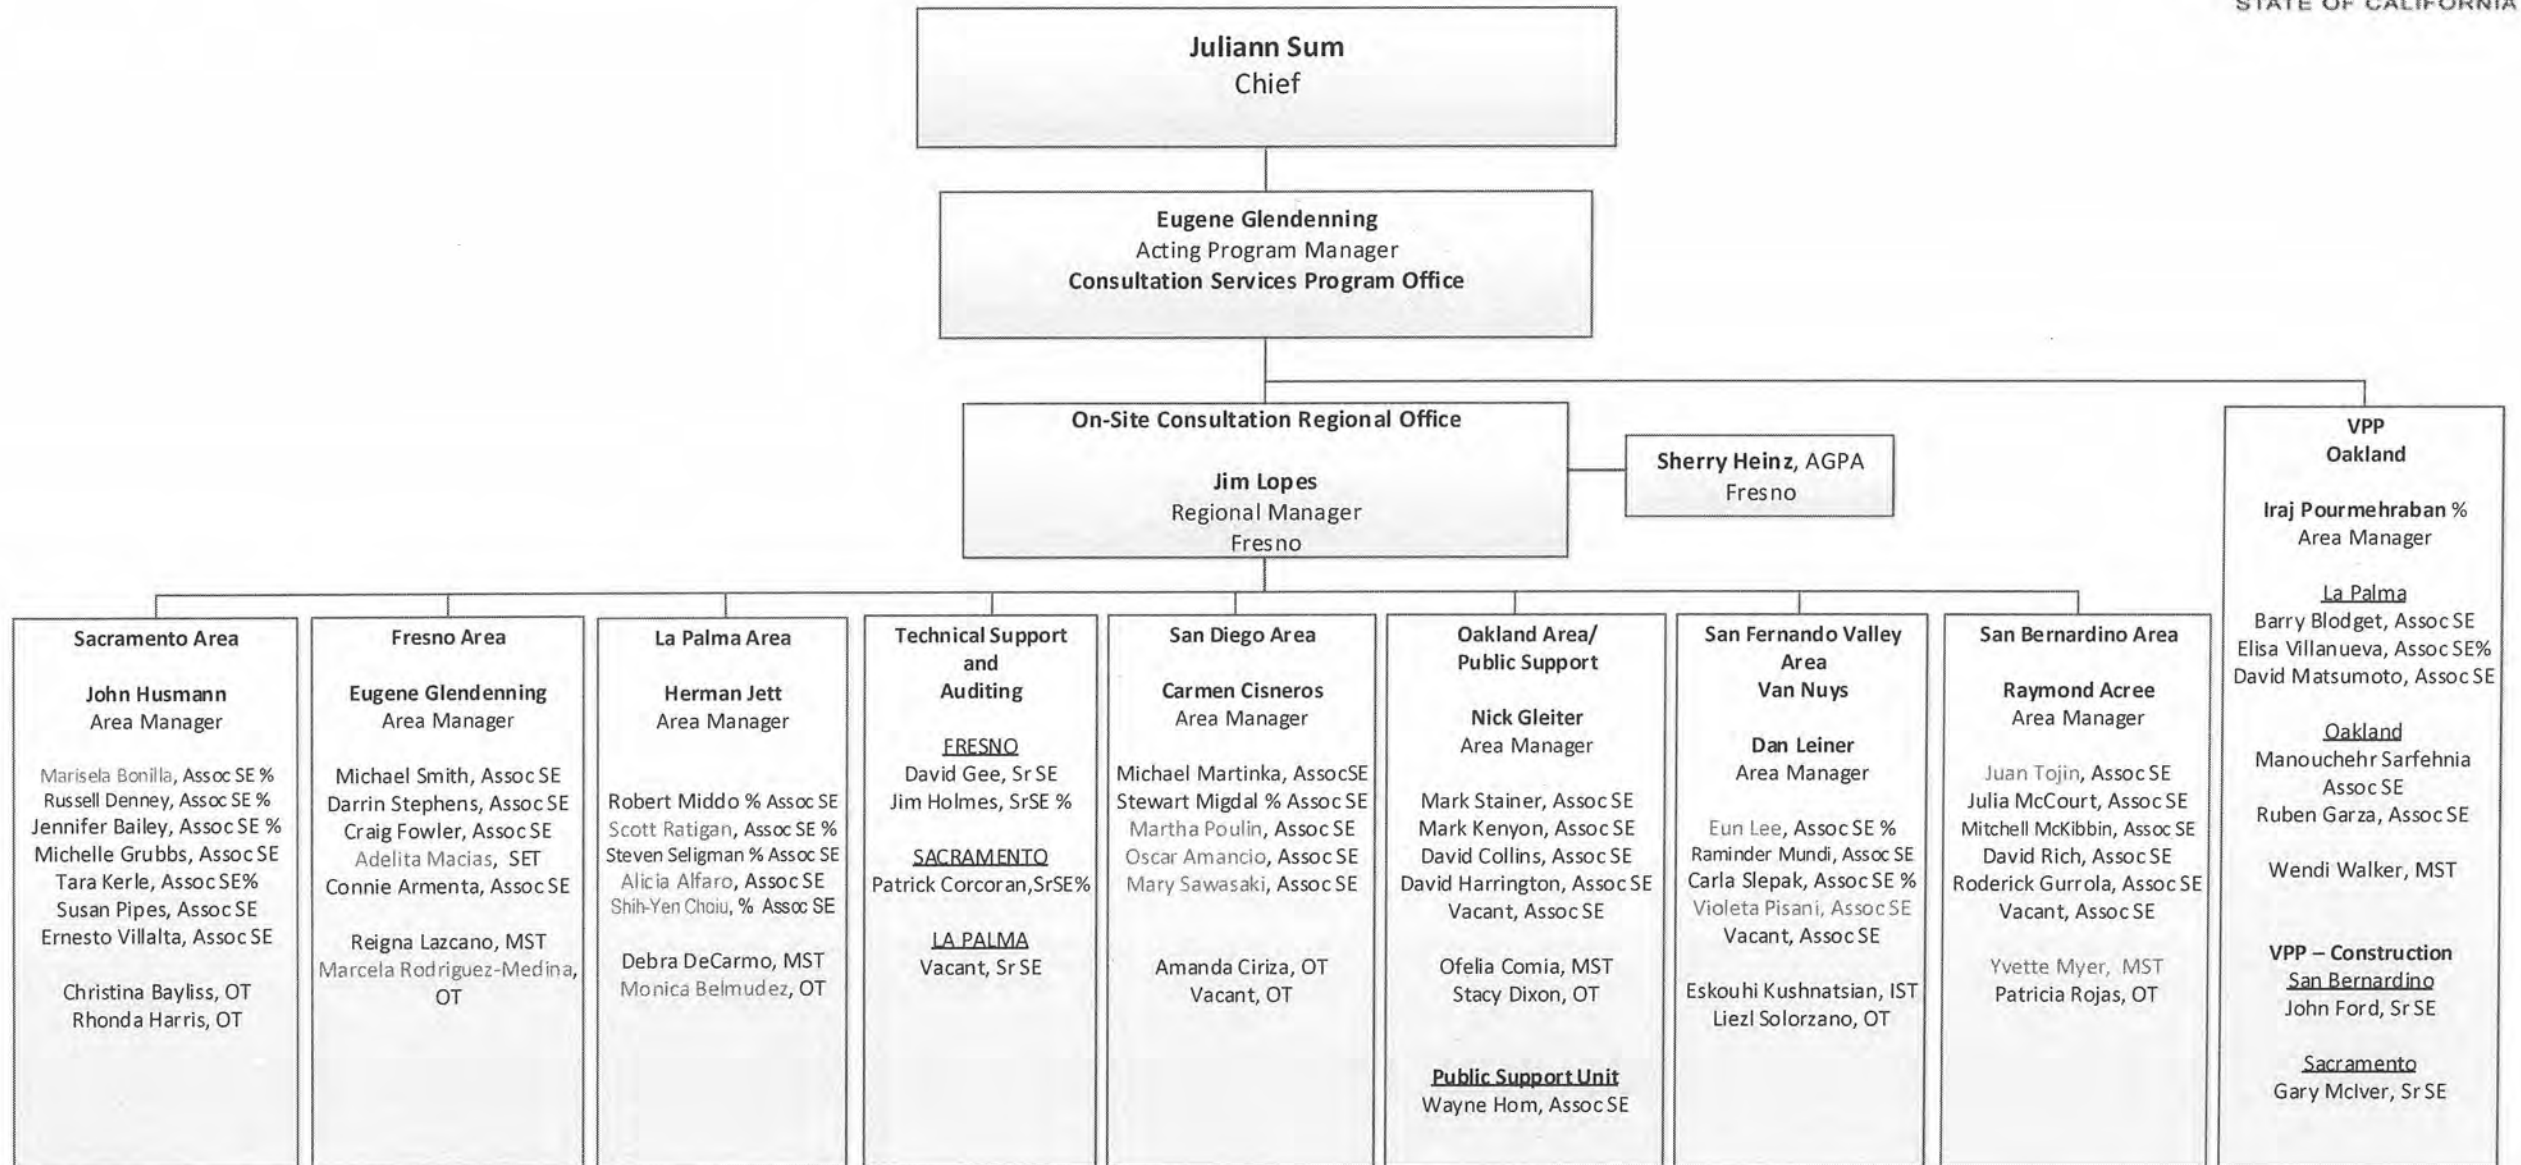 STATE OF CALIFORNIA
Juliann Sum
Chief
Eugene Glendenning
Acting Program Manager
Consultation Services Program Office
On-Site Consultation Regional Office
Jim Lopes
Regional Manager
Fresno
Sherry Heinz, AGPA
Fresno
Sacramento Area
John Husmann
Area Manager
Marisela Bonilla, Assoc SE %
Russell Denney, Assoc SE %
Jennifer Bailey, Assoc SE %
Michelle Grubbs, Assoc SE
Tara Kerle, Assoc SE%
Susan Pipes, Assoc SE
Ernesto Villalta, Assoc SE
Christina Bayliss, OT
Rhonda Harris, OT
Fresno Area
Eugene Glendenning
Area Manager
Michael Smith, Assoc SE
Darrin Stephens, Assoc SE
Craig Fowler, Assoc SE
Adelita Macias, SET
Connie Armenta, Assoc SE
Reigna Lazcano, MST
Marcela Rodriguez-Medina,
OT
La Palma Area
Herman Jett
Area Manager
Robert Middo % Assoc SE
Scott Ratigan, Assoc SE %
Steven Seligman % Assoc SE
Alicia Alfaro, Assoc SE
Shih-Yen Choiu, % Assoc SE
Debra DeCarmo, MST
Monica Belmudez, OT
Technical Support
and
Auditing
FRESNO
David Gee, Sr SE
Jim Holmes, SrSE %
SACRAMENTO
Patrick Corcoran,SrSE%
LA PALMA
Vacant, Sr SE
San Diego Area
Carmen Cisneros
Area Manager
Michael Martinka, AssocSE
Stewart Migdal % Assoc SE
Martha Poulin, Assoc SE
Oscar Amancio, Assoc SE
Mary Sawasaki, Assoc SE
Amanda Ciriza, OT
Vacant, OT
Oakland Area/
Public Support
Nick Gleiter
Area Manager
Mark Stainer, Assoc SE
Mark Kenyon, Assoc SE
David Collins, Assoc SE
David Harrington, Assoc SE
Vacant, Assoc SE
Ofelia Comia, MST
Stacy Dixon, OT
Public Support Unit
Wayne Hom, Assoc SE
San Fernando Valley
Area
Van Nuys
Dan Leiner
Area Manager
Eun Lee, Assoc SE %
Raminder Mundi, Assoc SE
Carla Slepak, Assoc SE %
Violeta Pisani, Assoc SE
Vacant, Assoc SE
Eskouhi Kushnatsian, IST
Liezl Solorzano, OT
San Bernardino Area
Raymond Acree
Area Manager
Juan Tojin, Assoc SE
Julia McCourt, Assoc SE
Mitchell McKibbin, Assoc SE
David Rich, Assoc SE
Roderick Gurrola, Assoc SE
Vacant, Assoc SE
Yvette Myer, MST
Patricia Rojas, OT
VPP
Oakland
Iraj Pourmehraban %
Area Manager
La Palma
Barry Blodget, Assoc SE
Elisa Villanueva, Assoc SE%
David Matsumoto, Assoc SE
Oakland
Manouchehr Sarfehnia
Assoc SE
Ruben Garza, Assoc SE
Wendi Walker, MST
VPP – Construction
San Bernardino
John Ford, Sr SE
Sacramento
Gary McIver, Sr SE